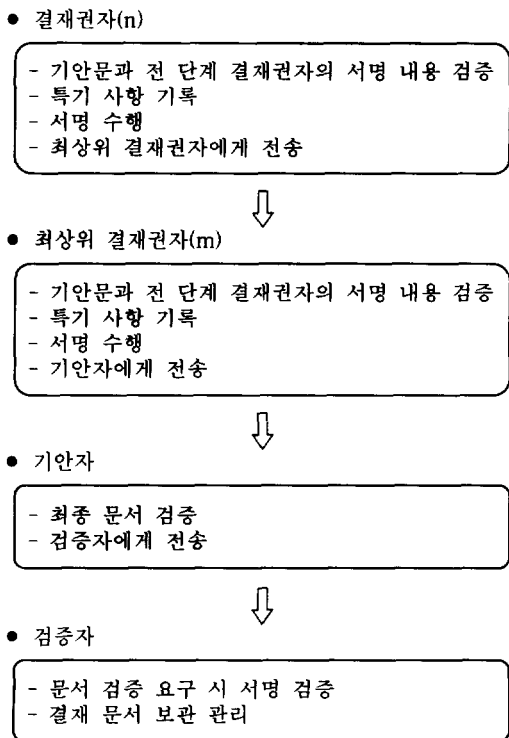 ● 결재권자(n)
- 기안문과 전 단계 결재권자의 서명 내용 검증
- 특기 사항 기록
- 서명 수행
- 최상위 결재권자에게 전송
● 최상위 결재권자(m)
- 기안문과 전 단계 결재권자의 서명 내용 검증
- 특기 사항 기록
- 서명 수행
- 기안자에게 전송
● 기안자
- 최종 문서 검증
- 검증자에게 전송
● 검증자
- 문서 검증 요구 시 서명 검증
- 결재 문서 보관 관리